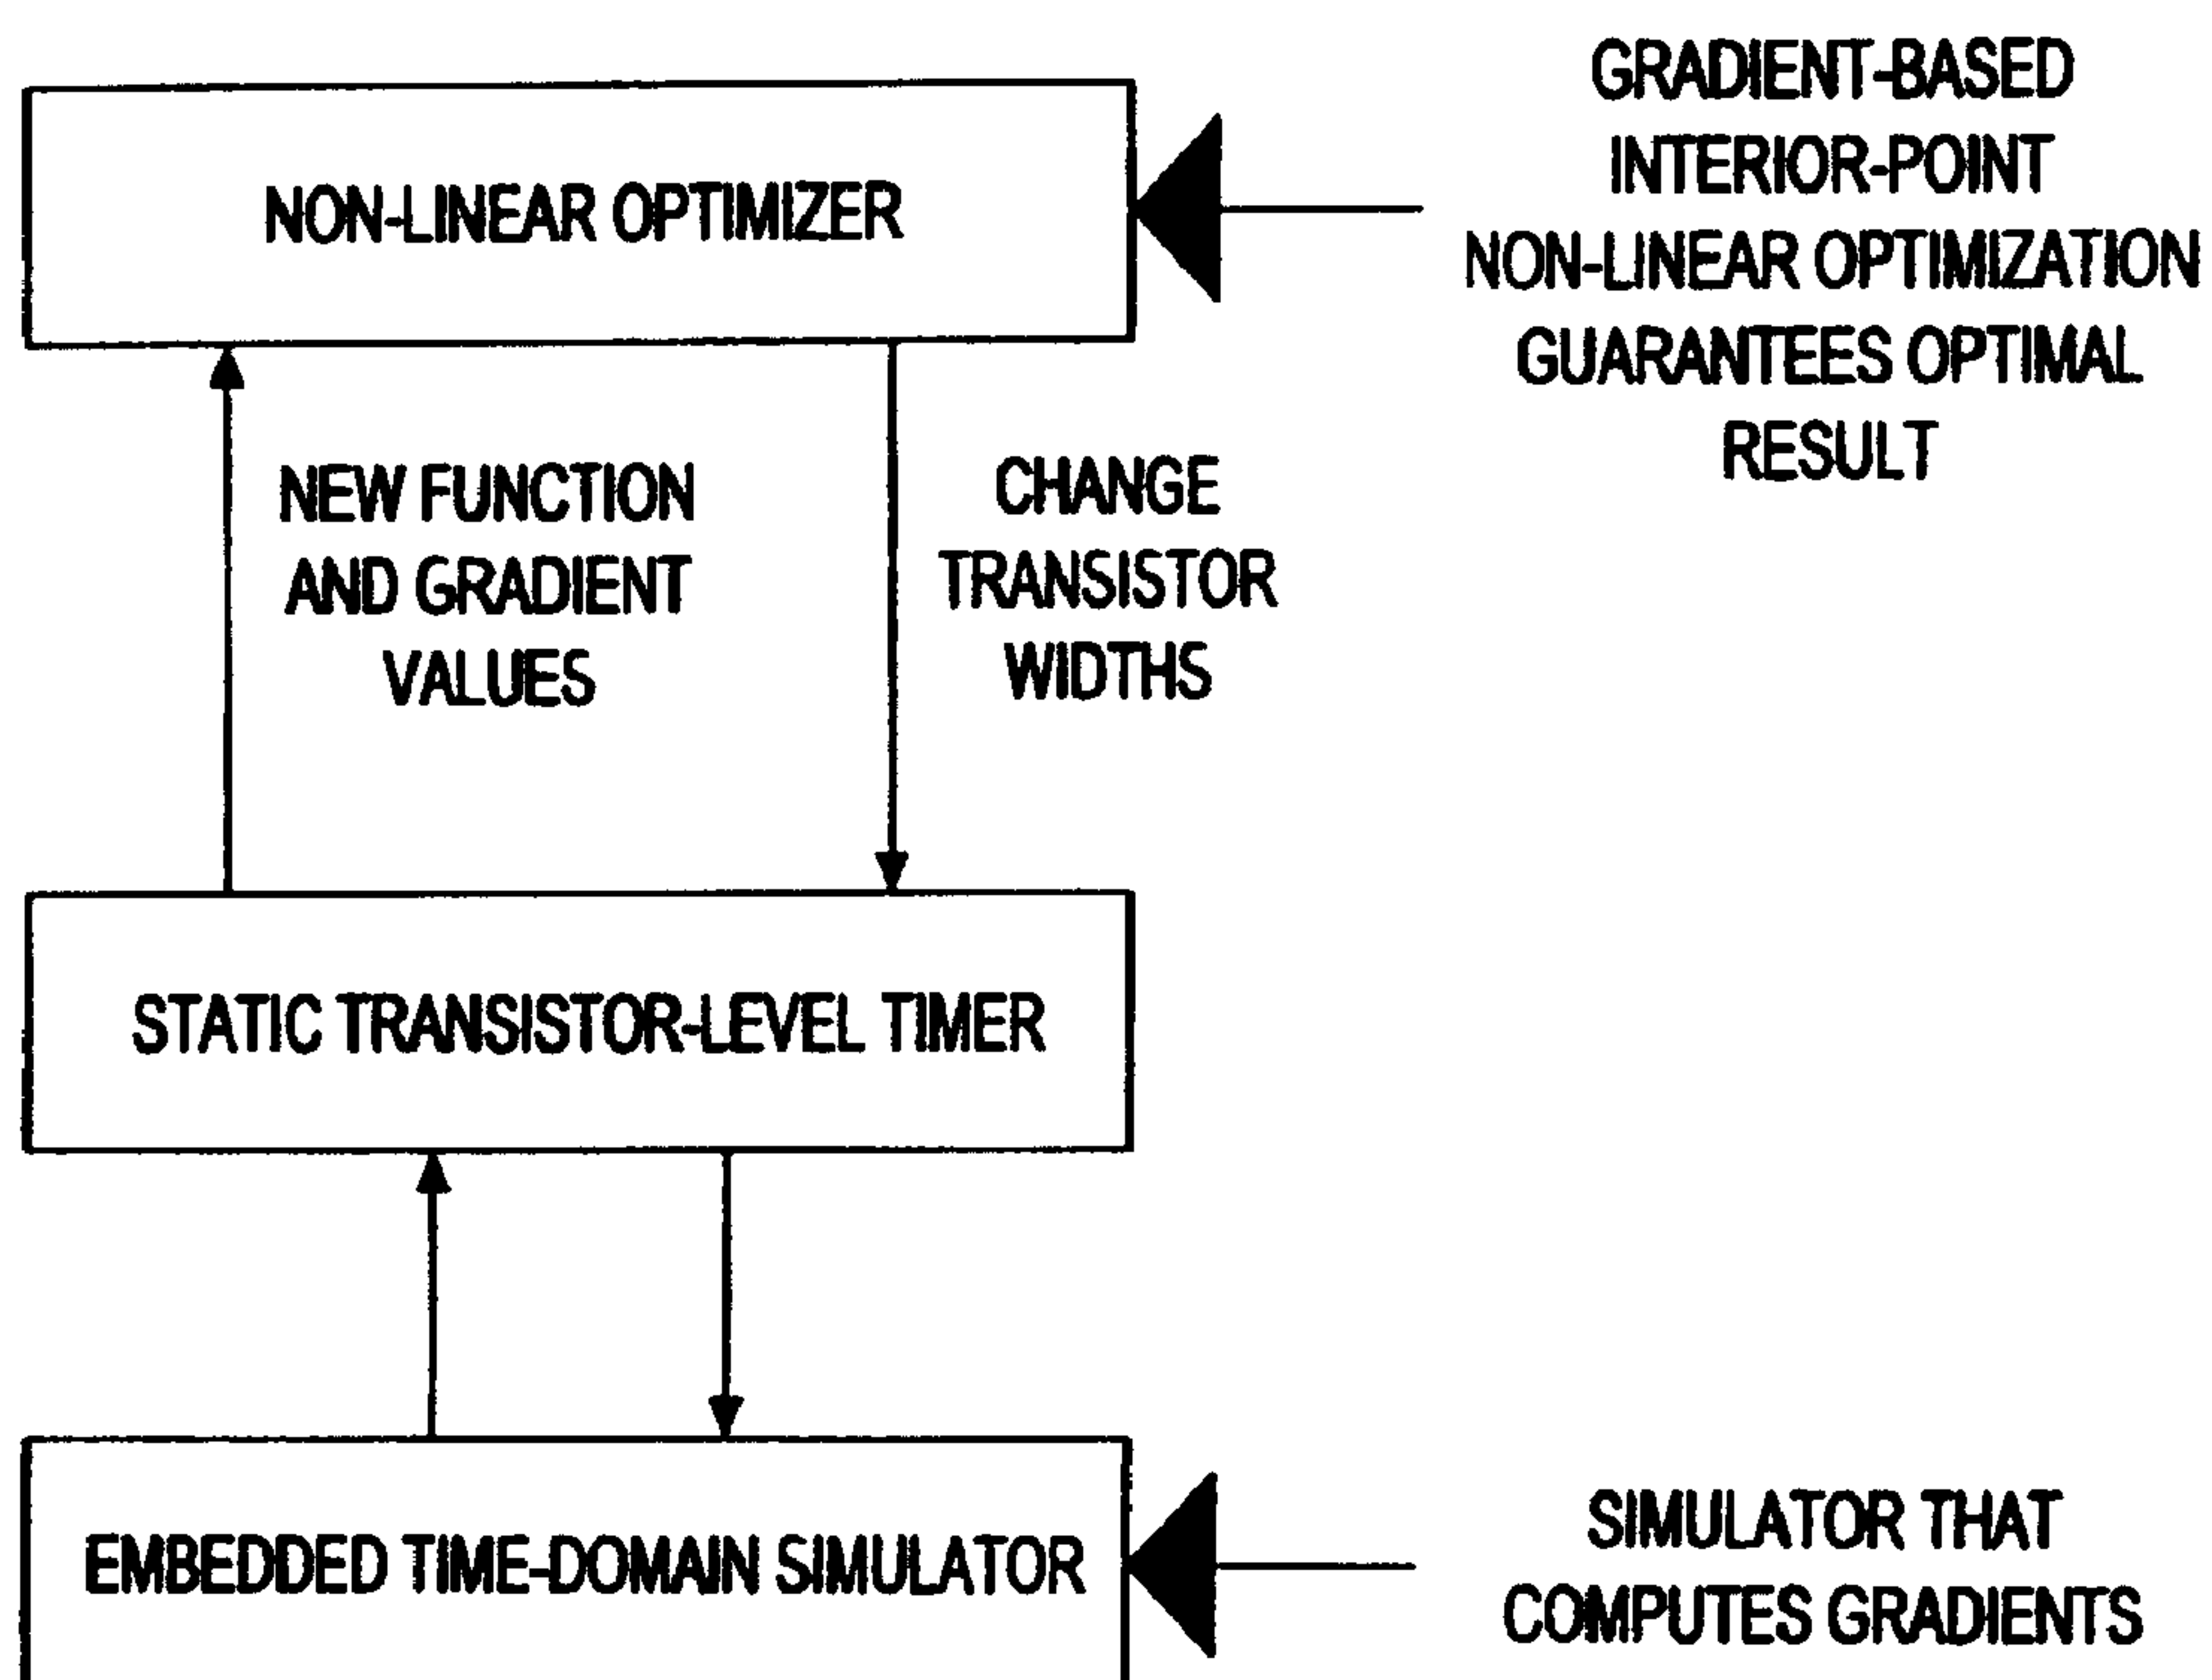 GRADIENT-BASED
INTERIOR-POINT
NON-LINEAR OPTIMIZATION
GUARANTEES OPTIMAL
RESULT
NON-LINEAR OPTIMIZER
NEW FUNCTION
AND GRADIENT
VALUES
CHANGE
TRANSISTOR
WIDTHS
STATIC TRANSISTOR-LEVEL TIMER
EMBEDDED TIME-DOMAIN SIMULATOR
SIMULATOR THAT
COMPUTES GRADIENTS